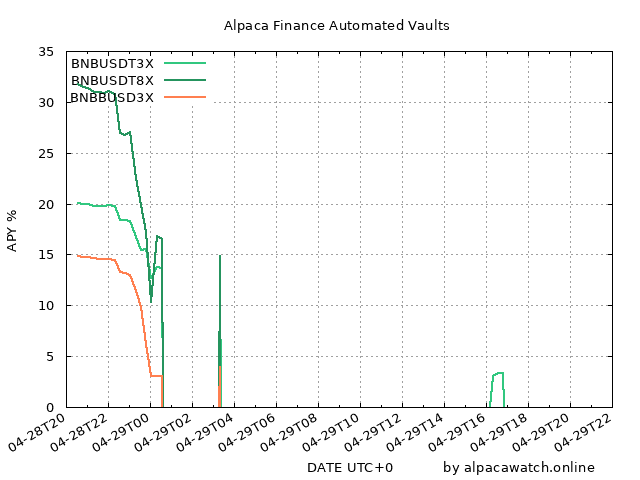 Alpaca Finance Automated Vaults
APY %
35
30
25
20
15
10
5
0
BNBUSDT3X
BNBUSDT8X
BNBBUSD3X
04-28T20
04-28T22
04-29T00
04-29T02
04-29T04
04-29T06
04-29T08
04-29T10
04-29T12
04-29T14
04-29T16
04-29T18
04-29T20
04-29T22
DATE UTC+0
by alpacawatch.online